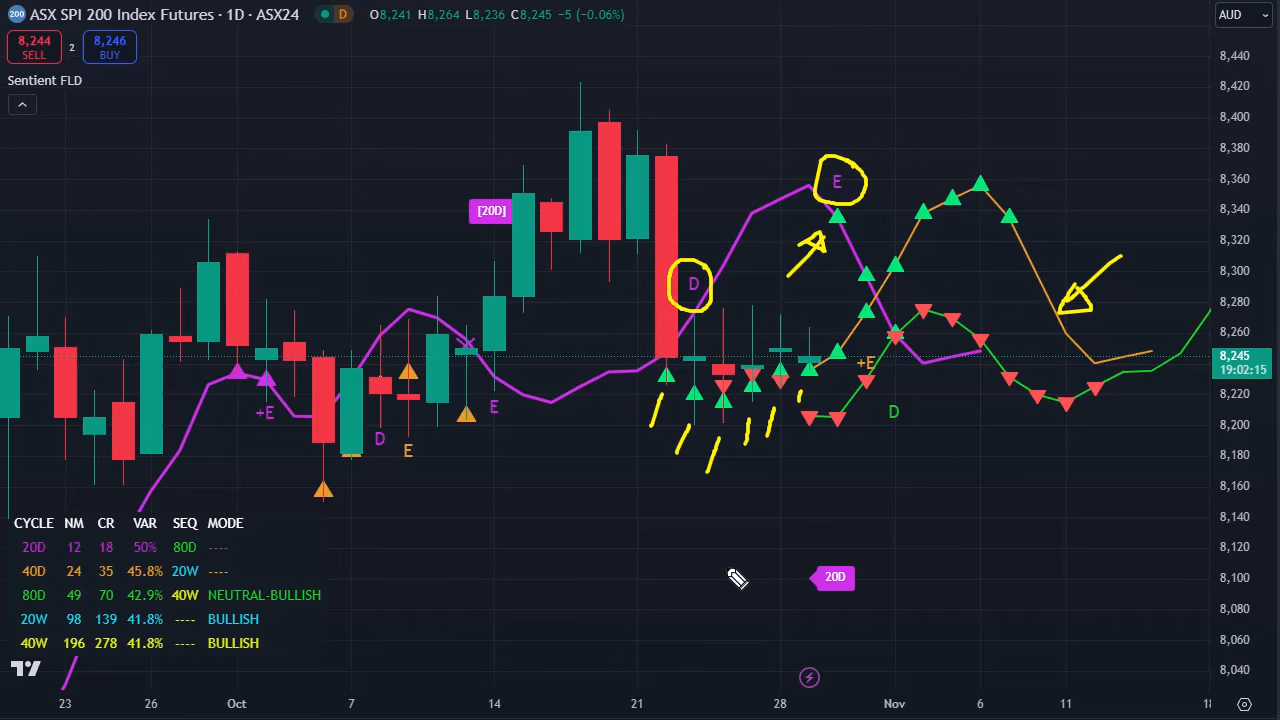 200 ASX SPI 200 Index Futures · 1D · ASX24 D O8,241 H8,264 L8,236 C8,245 −5 (−0.06%) AUD
8,244 SELL 2 8,246 BUY
Sentient FLD
8,440
8,420
8,400
8,380
8,360
8,340
8,320
8,300
8,280
8,260
8,245
19:02:15
8,220
8,200
8,180
8,160
8,140
8,120
8,100
8,080
8,060
8,040
E
[20D]
D
+E
D
E
E
+E
D
20D
CYCLE NM CR VAR SEQ MODE
20D 12 18 50% 80D ----
40D 24 35 45.8% 20W ----
80D 49 70 42.9% 40W NEUTRAL-BULLISH
20W 98 139 41.8% ---- BULLISH
40W 196 278 41.8% ---- BULLISH
23 26 Oct 7 14 21 28 Nov 6 11